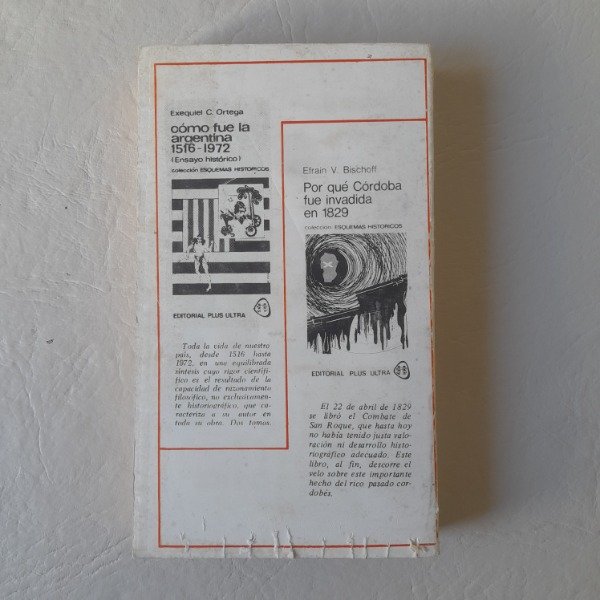 Exequiel C. Ortega
cómo fue la
argentina
1516-1972
(Ensayo histórico)
colección ESQUEMAS HISTORICOS
EDITORIAL PLUS ULTRA
Toda la vida de nuestro
país, desde 1516 hasta
1972, en una equilibrada
síntesis cuyo rigor científi-
fico es el resultado de la
capacidad de razonamiento
filosófico, no exclusivamen-
te historiográfico, que ca-
racteriza a su autor en
toda su obra. Dos tomos.
Efraín V. Bischoff
Por qué Córdoba
fue invadida
en 1829
colección ESQUEMAS HISTORICOS
EDITORIAL PLUS ULTRA
El 22 de abril de 1829
se libró el Combate de
San Roque, que hasta hoy
no había tenido justa valo-
ración ni desarrollo histo-
riográfico adecuado. Este
libro, al fin, descorre el
velo sobre este importante
hecho del rico pasado cor-
dobés.